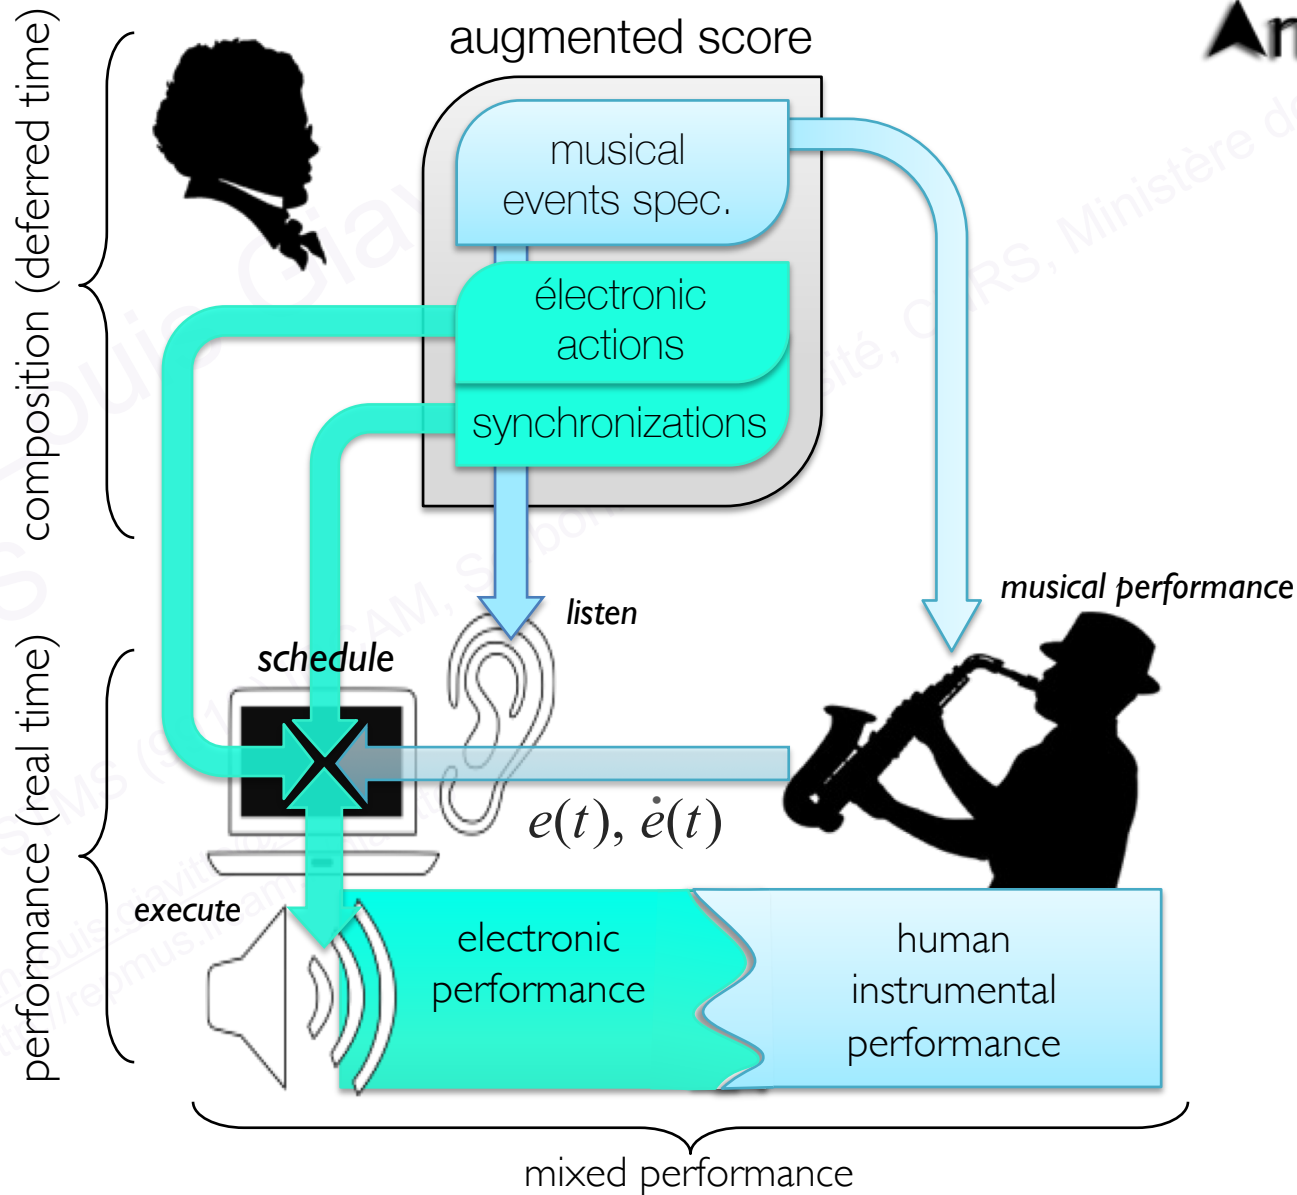 augmented score
composition (deferred time)
musical
events spec.
électronic
actions
synchronizations
listen
musical performance
schedule
performance (real time)
e(t), ė(t)
execute
electronic
performance
human
instrumental
performance
mixed performance